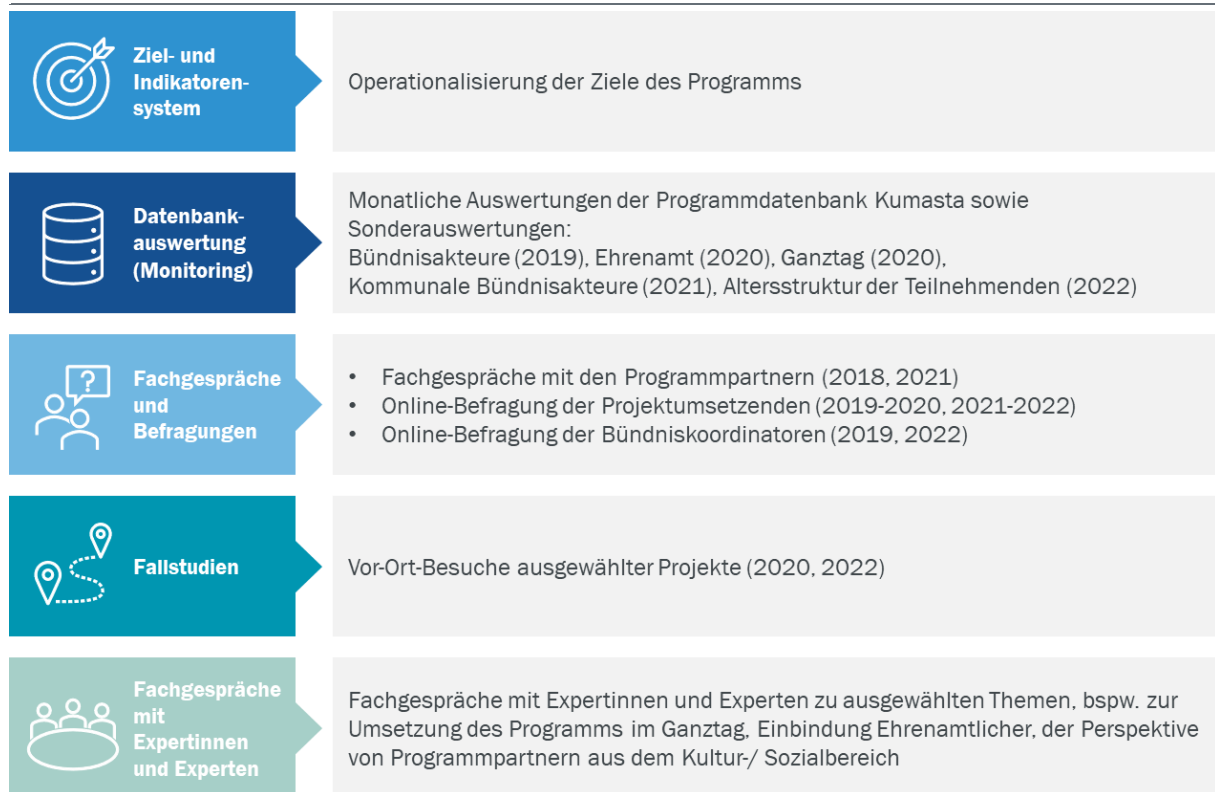 Ziel- und
Indikatoren-
system
Operationalisierung der Ziele des Programms
Datenbank-
auswertung
(Monitoring)
Monatliche Auswertungen der Programmdatenbank Kumasta sowie
Sonderauswertungen:
Bündnisakteure (2019), Ehrenamt (2020), Ganztag (2020),
Kommunale Bündnisakteure (2021), Altersstruktur der Teilnehmenden (2022)
?
Fachgespräche
und
Befragungen
• Fachgespräche mit den Programmpartnern (2018, 2021)
• Online-Befragung der Projektumsetzenden (2019-2020, 2021-2022)
• Online-Befragung der Bündniskoordinatoren (2019, 2022)
Fallstudien
Vor-Ort-Besuche ausgewählter Projekte (2020, 2022)
Fachgespräche
mit
Expertinnen
und Experten
Fachgespräche mit Expertinnen und Experten zu ausgewählten Themen, bspw. zur
Umsetzung des Programms im Ganztag, Einbindung Ehrenamtlicher, der Perspektive
von Programmpartnern aus dem Kultur-/ Sozialbereich